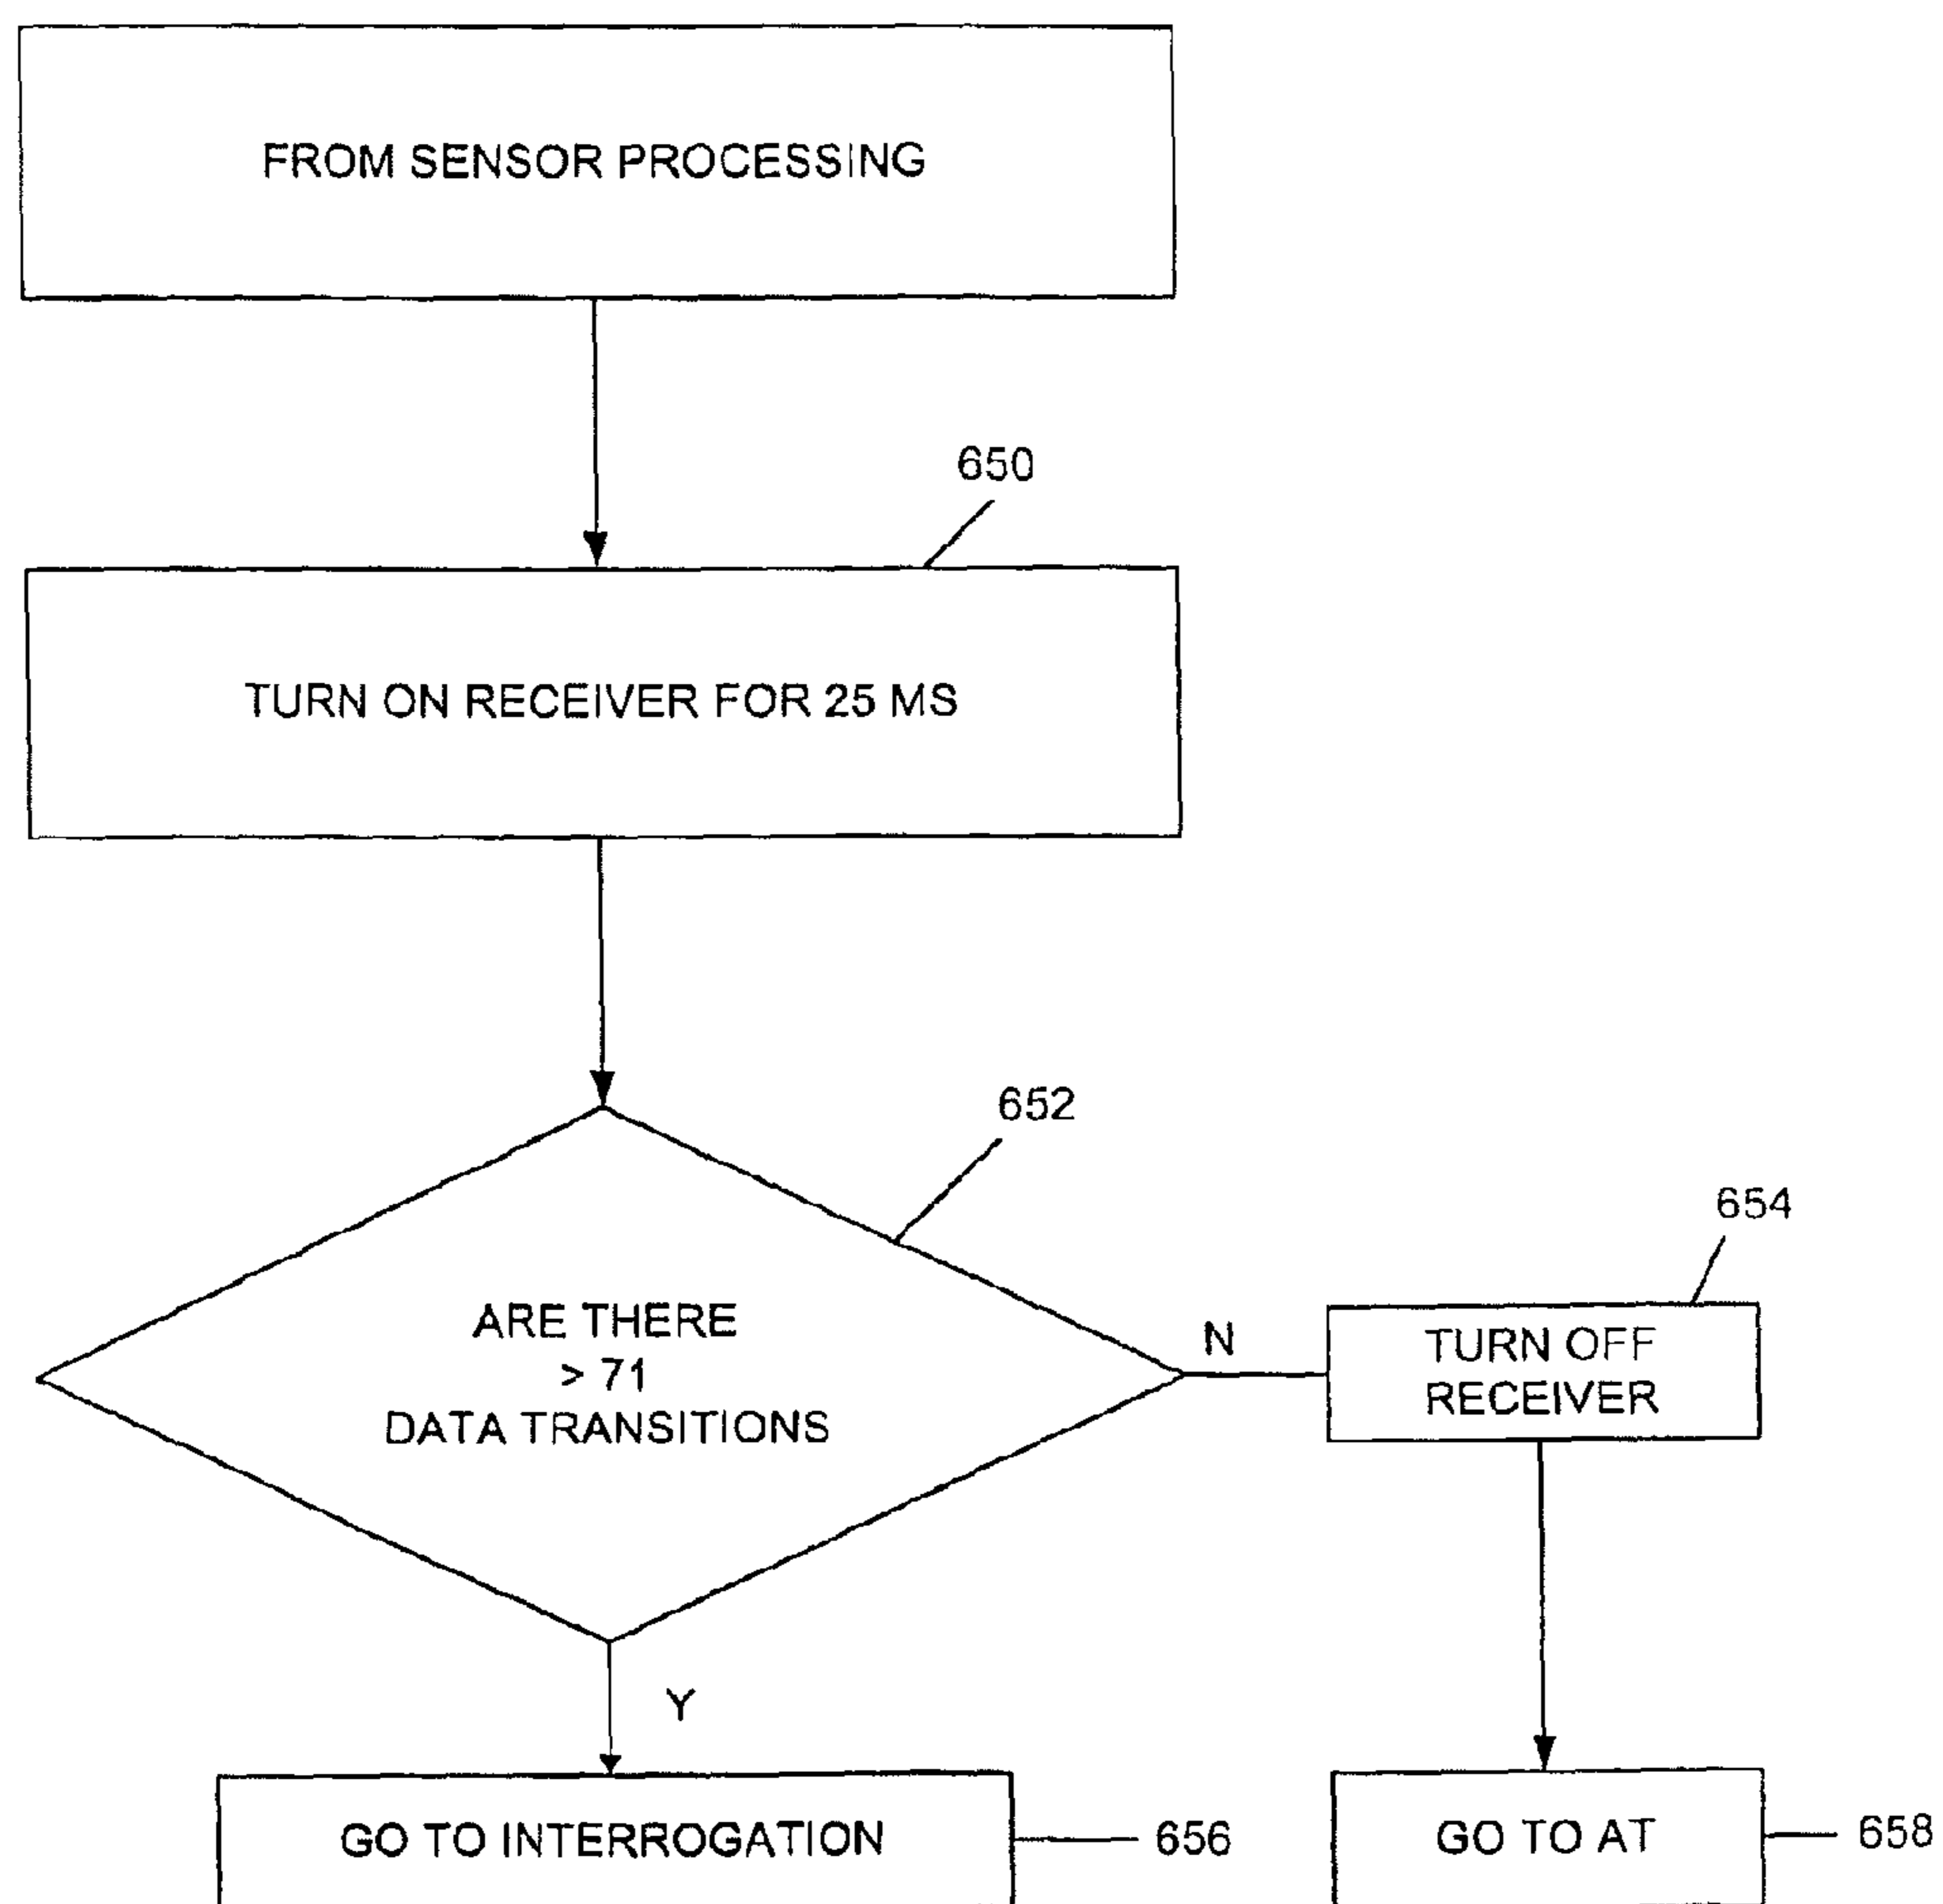 FROM SENSOR PROCESSING
650
TURN ON RECEIVER FOR 25 MS
652
654
ARE THERE
> 71
DATA TRANSITIONS
N
TURN OFF
RECEIVER
Y
GO TO INTERROGATION
656
GO TO AT
658